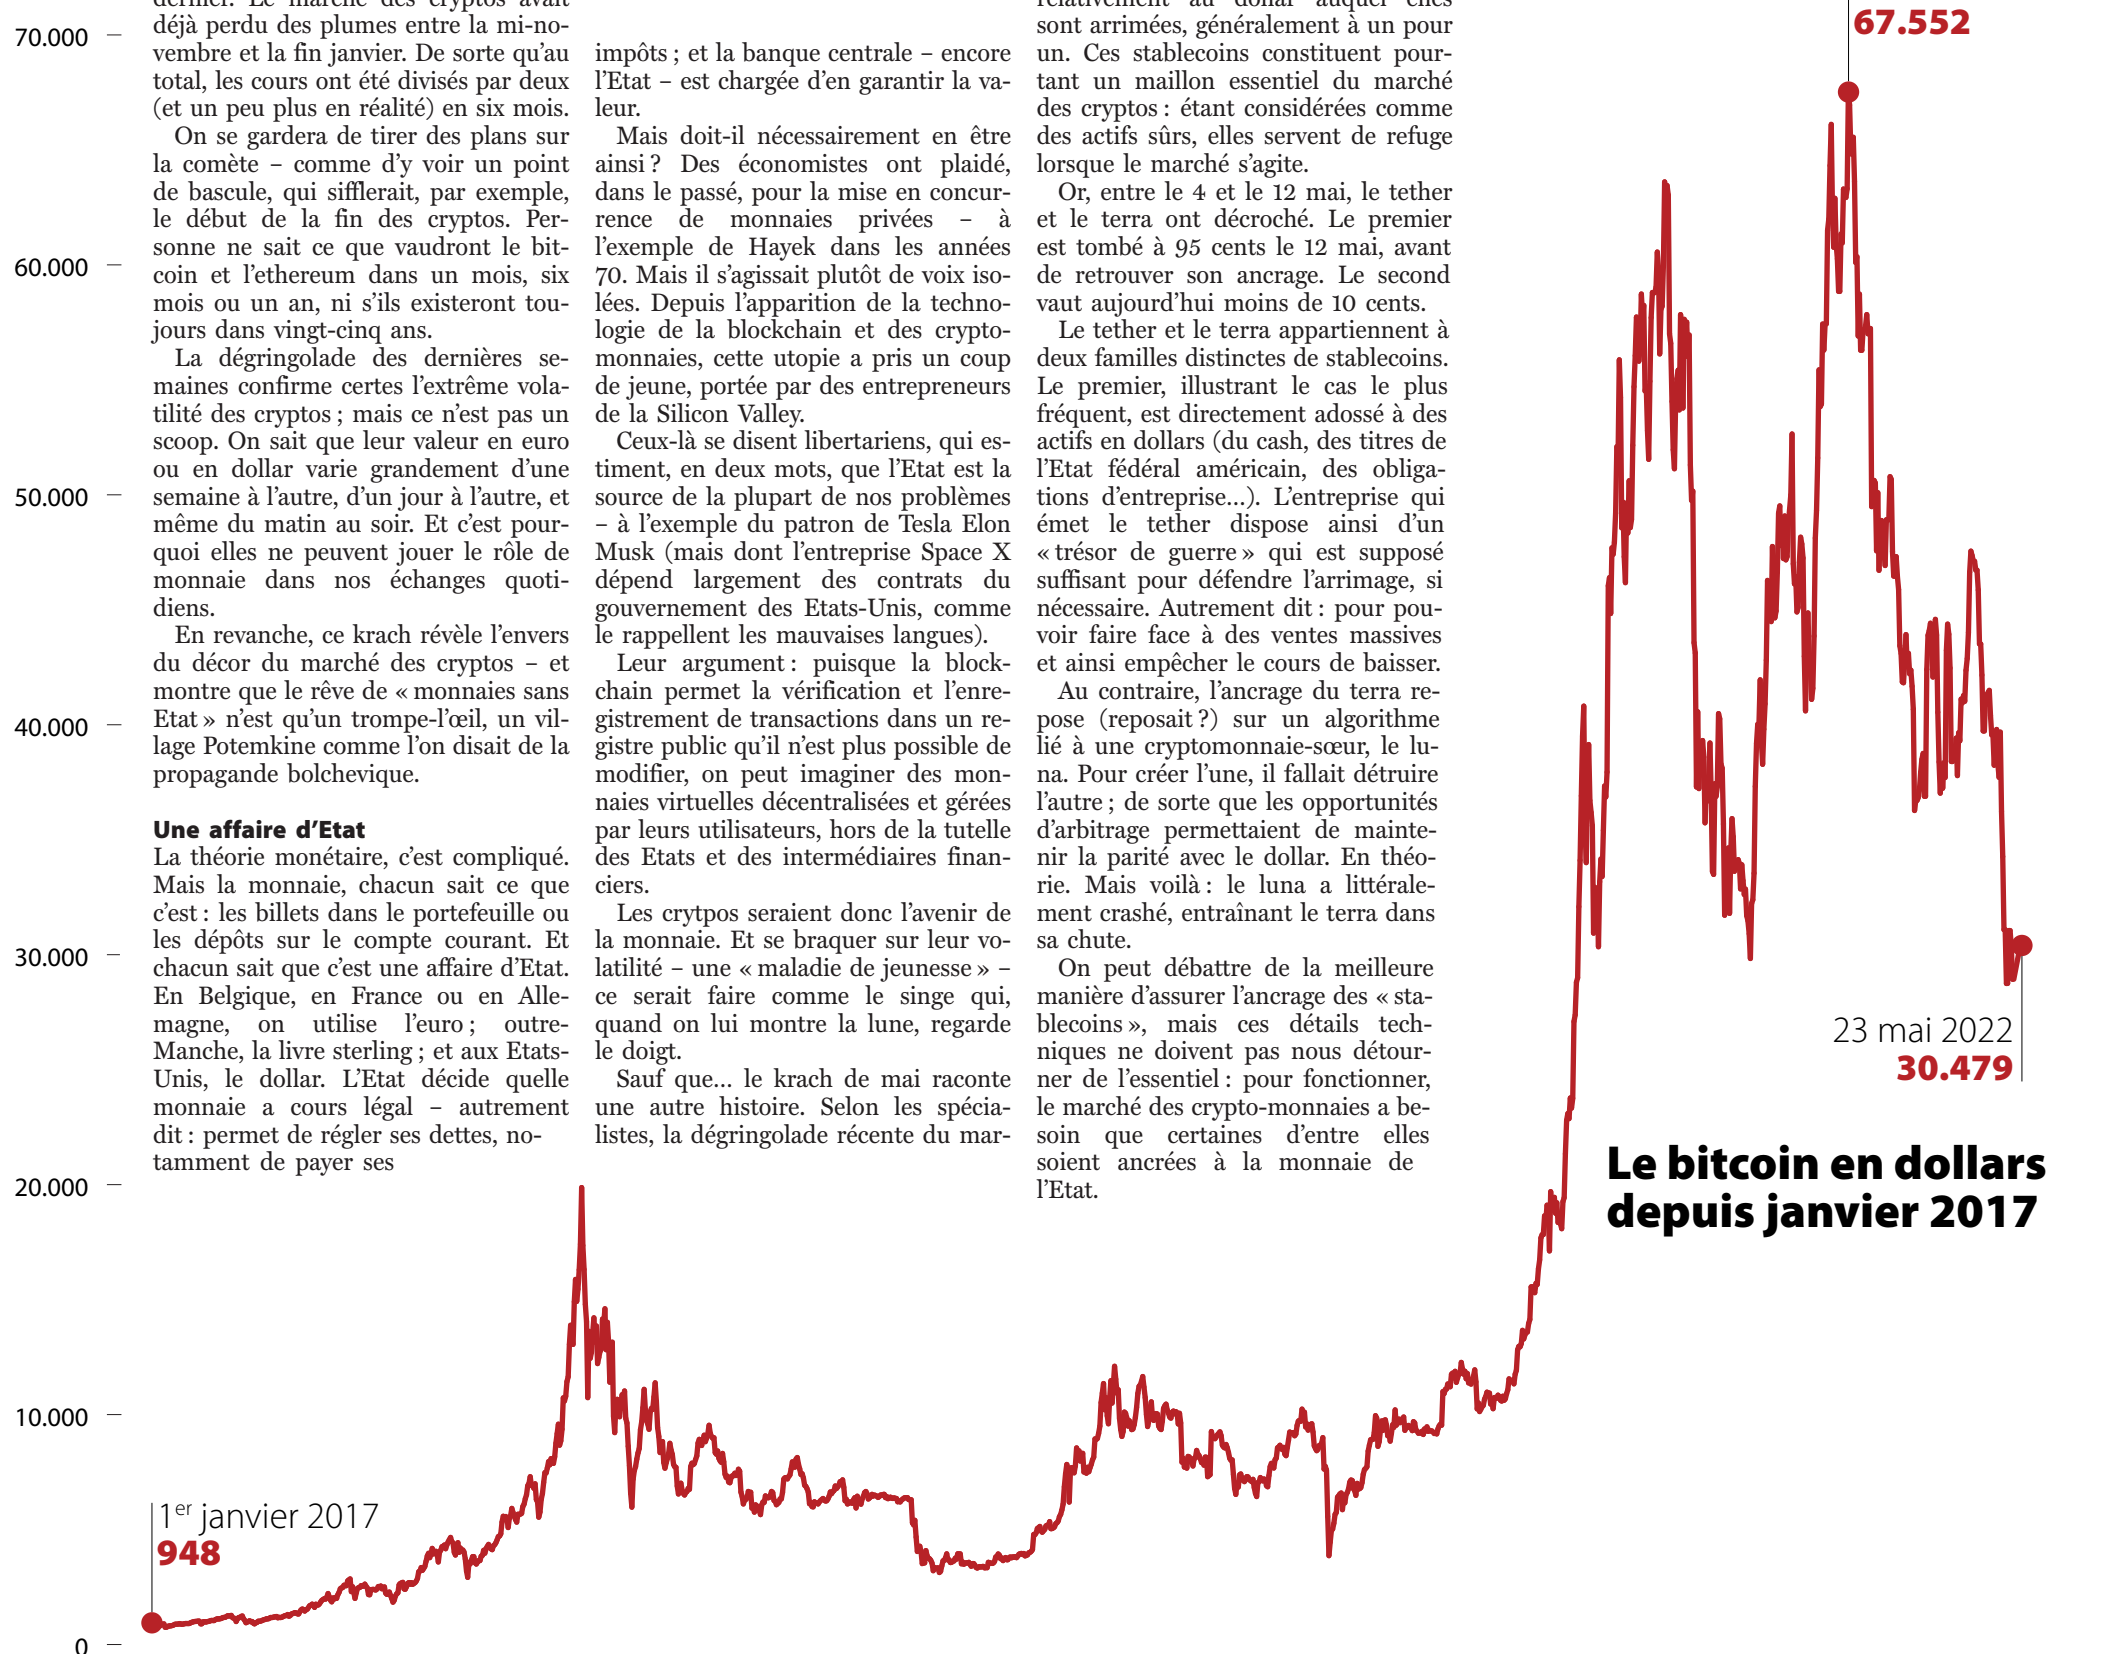 déjà perdu des plumes entre la mi-no-
vembre et la fin janvier. De sorte qu’au
total, les cours ont été divisés par deux
(et un peu plus en réalité) en six mois.
On se gardera de tirer des plans sur
la comète – comme d’y voir un point
de bascule, qui sifflerait, par exemple,
le début de la fin des cryptos. Per-
sonne ne sait ce que vaudront le bit-
coin et l’ethereum dans un mois, six
mois ou un an, ni s’ils existeront tou-
jours dans vingt-cinq ans.
La dégringolade des dernières se-
maines confirme certes l’extrême vola-
tilité des cryptos ; mais ce n’est pas un
scoop. On sait que leur valeur en euro
ou en dollar varie grandement d’une
semaine à l’autre, d’un jour à l’autre, et
même du matin au soir. Et c’est pour-
quoi elles ne peuvent jouer le rôle de
monnaie dans nos échanges quoti-
diens.
En revanche, ce krach révèle l’envers
du décor du marché des cryptos – et
montre que le rêve de « monnaies sans
Etat » n’est qu’un trompe-l’œil, un vil-
lage Potemkine comme l’on disait de la
propagande bolchevique.
Une affaire d’Etat
La théorie monétaire, c’est compliqué.
Mais la monnaie, chacun sait ce que
c’est : les billets dans le portefeuille ou
les dépôts sur le compte courant. Et
chacun sait que c’est une affaire d’Etat.
En Belgique, en France ou en Alle-
magne, on utilise l’euro ; outre-
Manche, la livre sterling ; et aux Etats-
Unis, le dollar. L’Etat décide quelle
monnaie a cours légal – autrement
dit : permet de régler ses dettes, no-
tamment de payer ses
impôts ; et la banque centrale – encore
l’Etat – est chargée d’en garantir la va-
leur.
Mais doit-il nécessairement en être
ainsi ? Des économistes ont plaidé,
dans le passé, pour la mise en concur-
rence de monnaies privées – à
l’exemple de Hayek dans les années
70. Mais il s’agissait plutôt de voix iso-
lées. Depuis l’apparition de la techno-
logie de la blockchain et des crypto-
monnaies, cette utopie a pris un coup
de jeune, portée par des entrepreneurs
de la Silicon Valley.
Ceux-là se disent libertariens, qui es-
timent, en deux mots, que l’Etat est la
source de la plupart de nos problèmes
– à l’exemple du patron de Tesla Elon
Musk (mais dont l’entreprise Space X
dépend largement des contrats du
gouvernement des Etats-Unis, comme
le rappellent les mauvaises langues).
Leur argument : puisque la block-
chain permet la vérification et l’enre-
gistrement de transactions dans un re-
gistre public qu’il n’est plus possible de
modifier, on peut imaginer des mon-
naies virtuelles décentralisées et gérées
par leurs utilisateurs, hors de la tutelle
des Etats et des intermédiaires finan-
ciers.
Les crytpos seraient donc l’avenir de
la monnaie. Et se braquer sur leur vo-
latilité – une « maladie de jeunesse » –
ce serait faire comme le singe qui,
quand on lui montre la lune, regarde
le doigt.
Sauf que... le krach de mai raconte
une autre histoire. Selon les spécia-
listes, la dégringolade récente du mar-
relativement au dollar auquel elles
sont arrimées, généralement à un pour
un. Ces stablecoins constituent pour-
tant un maillon essentiel du marché
des cryptos : étant considérées comme
des actifs sûrs, elles servent de refuge
lorsque le marché s’agite.
Or, entre le 4 et le 12 mai, le tether
et le terra ont décroché. Le premier
est tombé à 95 cents le 12 mai, avant
de retrouver son ancrage. Le second
vaut aujourd’hui moins de 10 cents.
Le tether et le terra appartiennent à
deux familles distinctes de stablecoins.
Le premier, illustrant le cas le plus
fréquent, est directement adossé à des
actifs en dollars (du cash, des titres de
l’Etat fédéral américain, des obliga-
tions d’entreprise...). L’entreprise qui
émet le tether dispose ainsi d’un
« trésor de guerre » qui est supposé
suffisant pour défendre l’arrimage, si
nécessaire. Autrement dit : pour pou-
voir faire face à des ventes massives
et ainsi empêcher le cours de baisser.
Au contraire, l’ancrage du terra re-
pose (reposait ?) sur un algorithme
lié à une cryptomonnaie-sœur, le lu-
na. Pour créer l’une, il fallait détruire
l’autre ; de sorte que les opportunités
d’arbitrage permettaient de mainte-
nir la parité avec le dollar. En théo-
rie. Mais voilà : le luna a littérale-
ment crashé, entraînant le terra dans
sa chute.
On peut débattre de la meilleure
manière d’assurer l’ancrage des « sta-
blecoins », mais ces détails tech-
niques ne doivent pas nous détour-
ner de l’essentiel : pour fonctionner,
le marché des crypto-monnaies a be-
soin que certaines d’entre elles
soient ancrées à la monnaie de
l’Etat.
70.000
60.000
50.000
40.000
30.000
20.000
10.000
0
1er janvier 2017
948
67.552
23 mai 2022
30.479
Le bitcoin en dollars
depuis janvier 2017